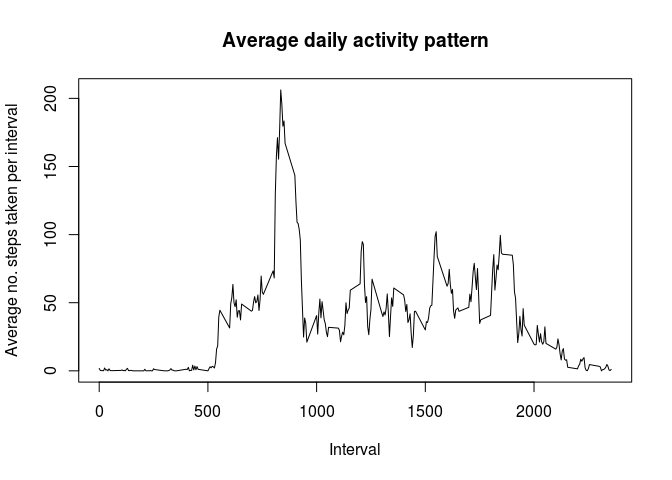 Average daily activity pattern
Average no. steps taken per interval
200
150
100
50
0
0 500 1000 1500 2000
Interval